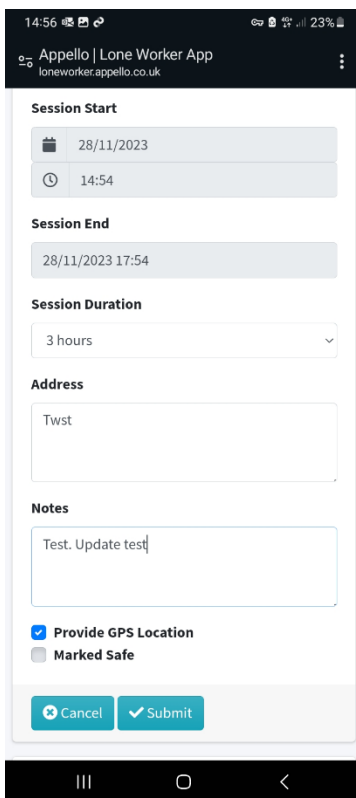 14:56 23%
Appello | Lone Worker App
loneworker.appello.co.uk
Session Start
28/11/2023
14:54
Session End
28/11/2023 17:54
Session Duration
3 hours
Address
Twst
Notes
Test. Update test
Provide GPS Location
Marked Safe
Cancel Submit